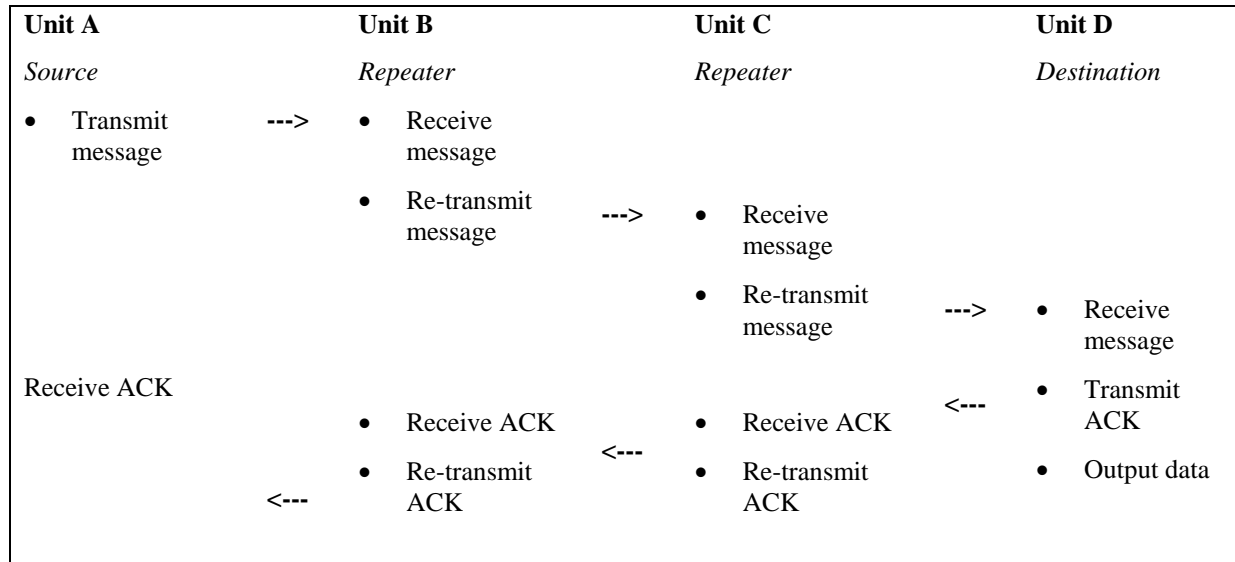 Unit A Unit B Unit C Unit D
Source Repeater Repeater Destination
• Transmit ---> • Receive
message message
• Re-transmit ---> • Receive
message message
• Re-transmit ---> • Receive
message message
Receive ACK <--- • Transmit
ACK
• Receive ACK <--- • Receive ACK
• Re-transmit • Re-transmit • Output data
<--- ACK ACK